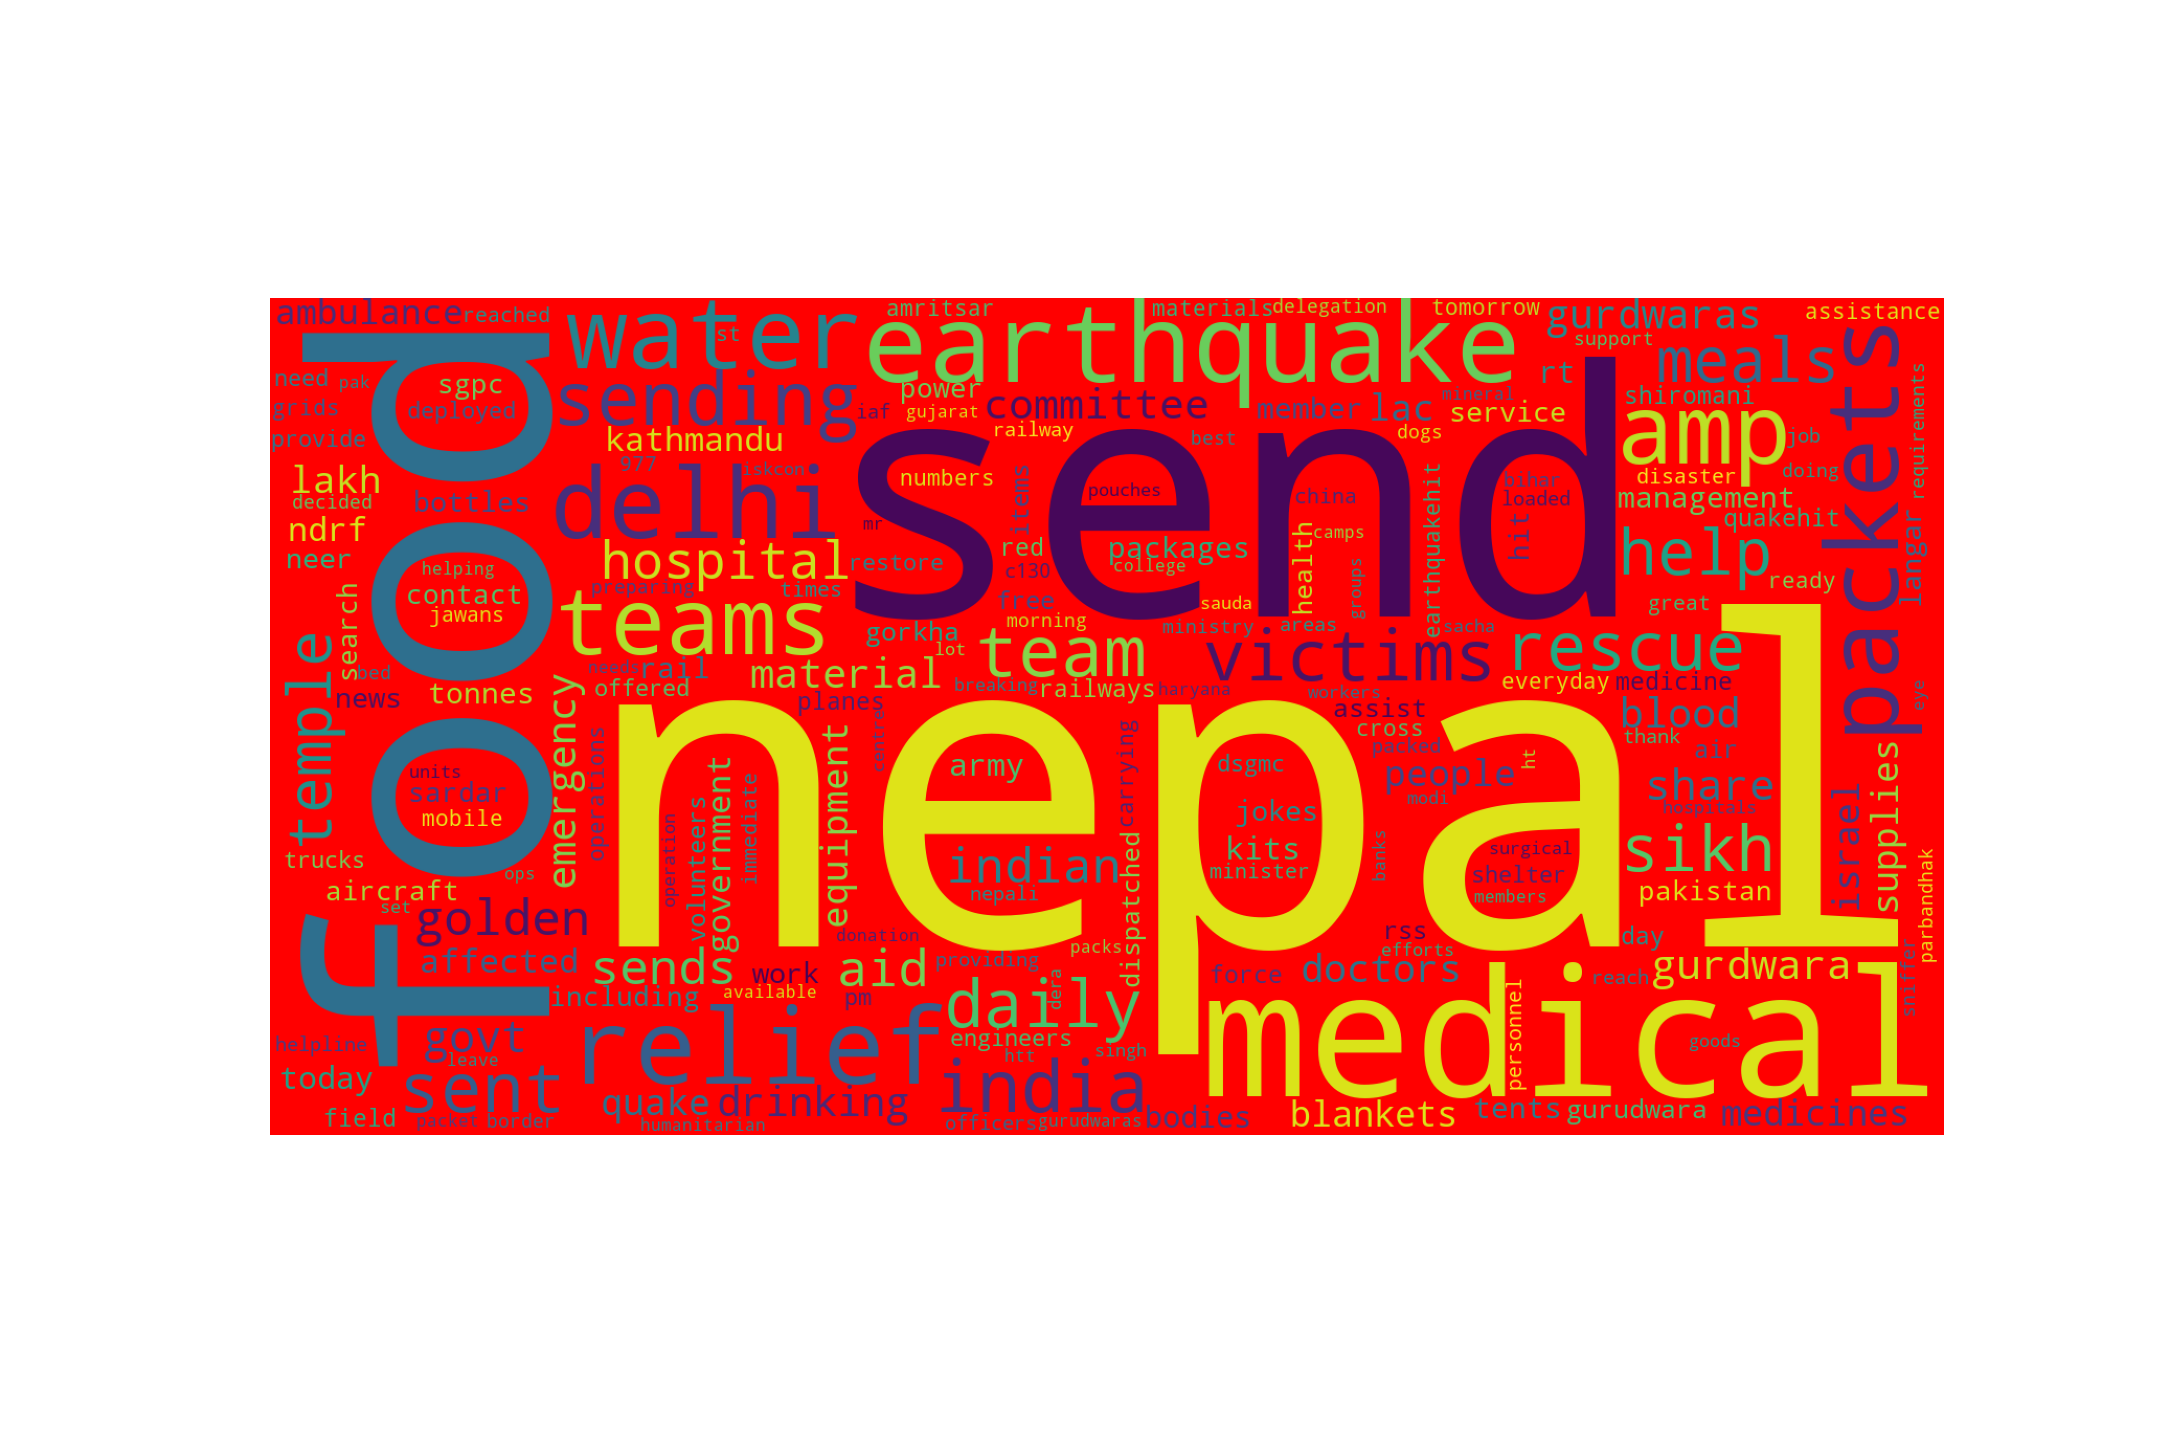 ambulance
reached
water
st
amritsar
earthquake
materials
delegation
tomorrow
gurdwaras
support
assistance
need
pak
sgpc
sending
iaf
power
gujarat
committee
member
lac
mineral
service
rt
shiromani
meals
packets
requirements
grids
deployed
provide
kathmandu
railway
best
dogs
amp
job
lakh
decided
bottles
977
iskcon
delhi
numbers
items
pouches
send
china
bihar
loaded
hit
disaster
doing
management
quakehit
langar
ndrf
neer
food
helping
contact
jawans
search
hospital
preparing
times
mr
restore
red
c130
free
packages
college
health
camps
groups
earthquakehit
help
ready
great
teams
gorkha
lot
morning
sauda
ministry
areas
sacha
temple
bed
news
tonnes
needs
rail
offered
material
planes
team
breaking
railways
haryana
victims
workers
assist
cross
packed
rescue
everyday
medicine
blood
thank
air
eye
emergency
operations
units
sardar
mobile
government
immediate
volunteers
operation
equipment
control
nepal
army
carrying
dsgmc
jokes
kits
minister
banks
people
modi
ht
share
hospitals
israel
supplies
trucks
aircraft
set
ops
indian
nepali
dispatched
surgical
shelter
members
sikh
pakistan
parbandhak
golden
affected
sends
work
donation
aid
providing
packs
rss
efforts
day
force
doctors
reach
gurdwara
sniffer
including
available
pm
daily
dera
medical
personnel
goods
helpline
govt
leave
relief
engineers
htt
singh
today
sent
quake
drinking
india
blankets
tents
gurudwara
medicines
field
packet
border
humanitarian
officers
gurudwaras
bodies